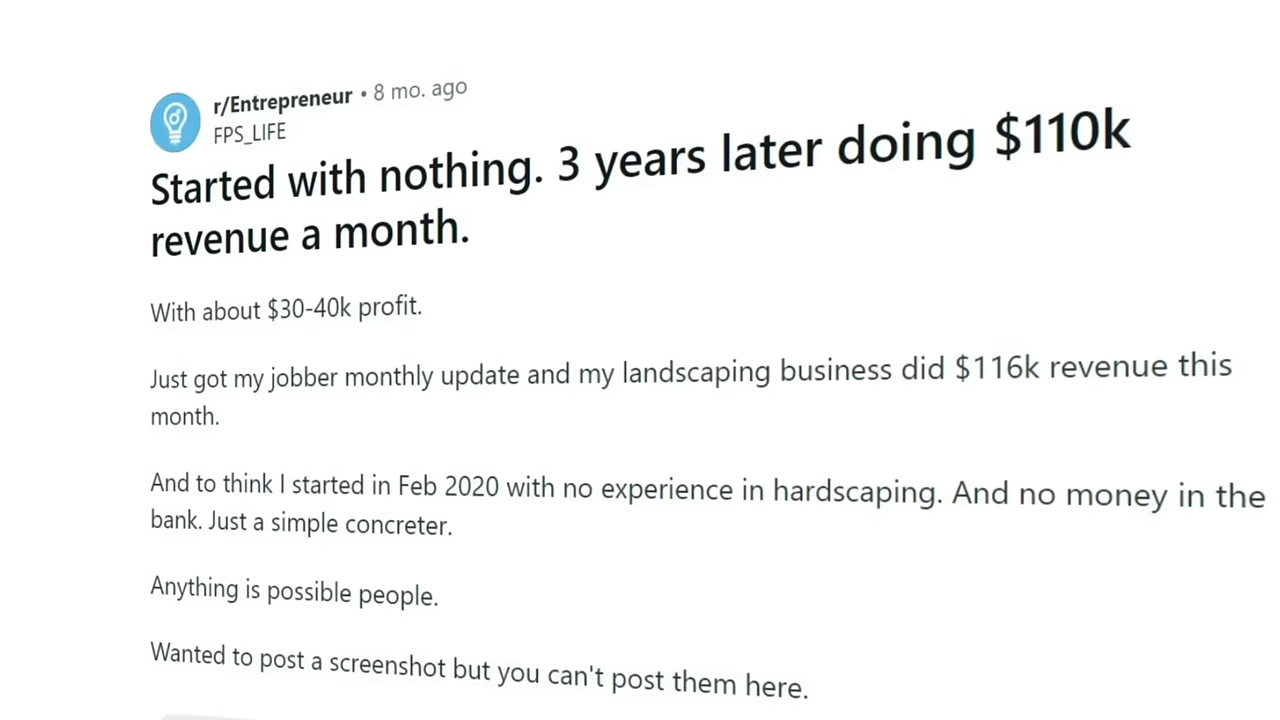 r/Entrepreneur • 8 mo. ago
FPS_LIFE
Started with nothing. 3 years later doing $110k
revenue a month.
With about $30-40k profit.
Just got my jobber monthly update and my landscaping business did $116k revenue this
month.
And to think I started in Feb 2020 with no experience in hardscaping. And no money in the
bank. Just a simple concreter.
Anything is possible people.
Wanted to post a screenshot but you can't post them here.